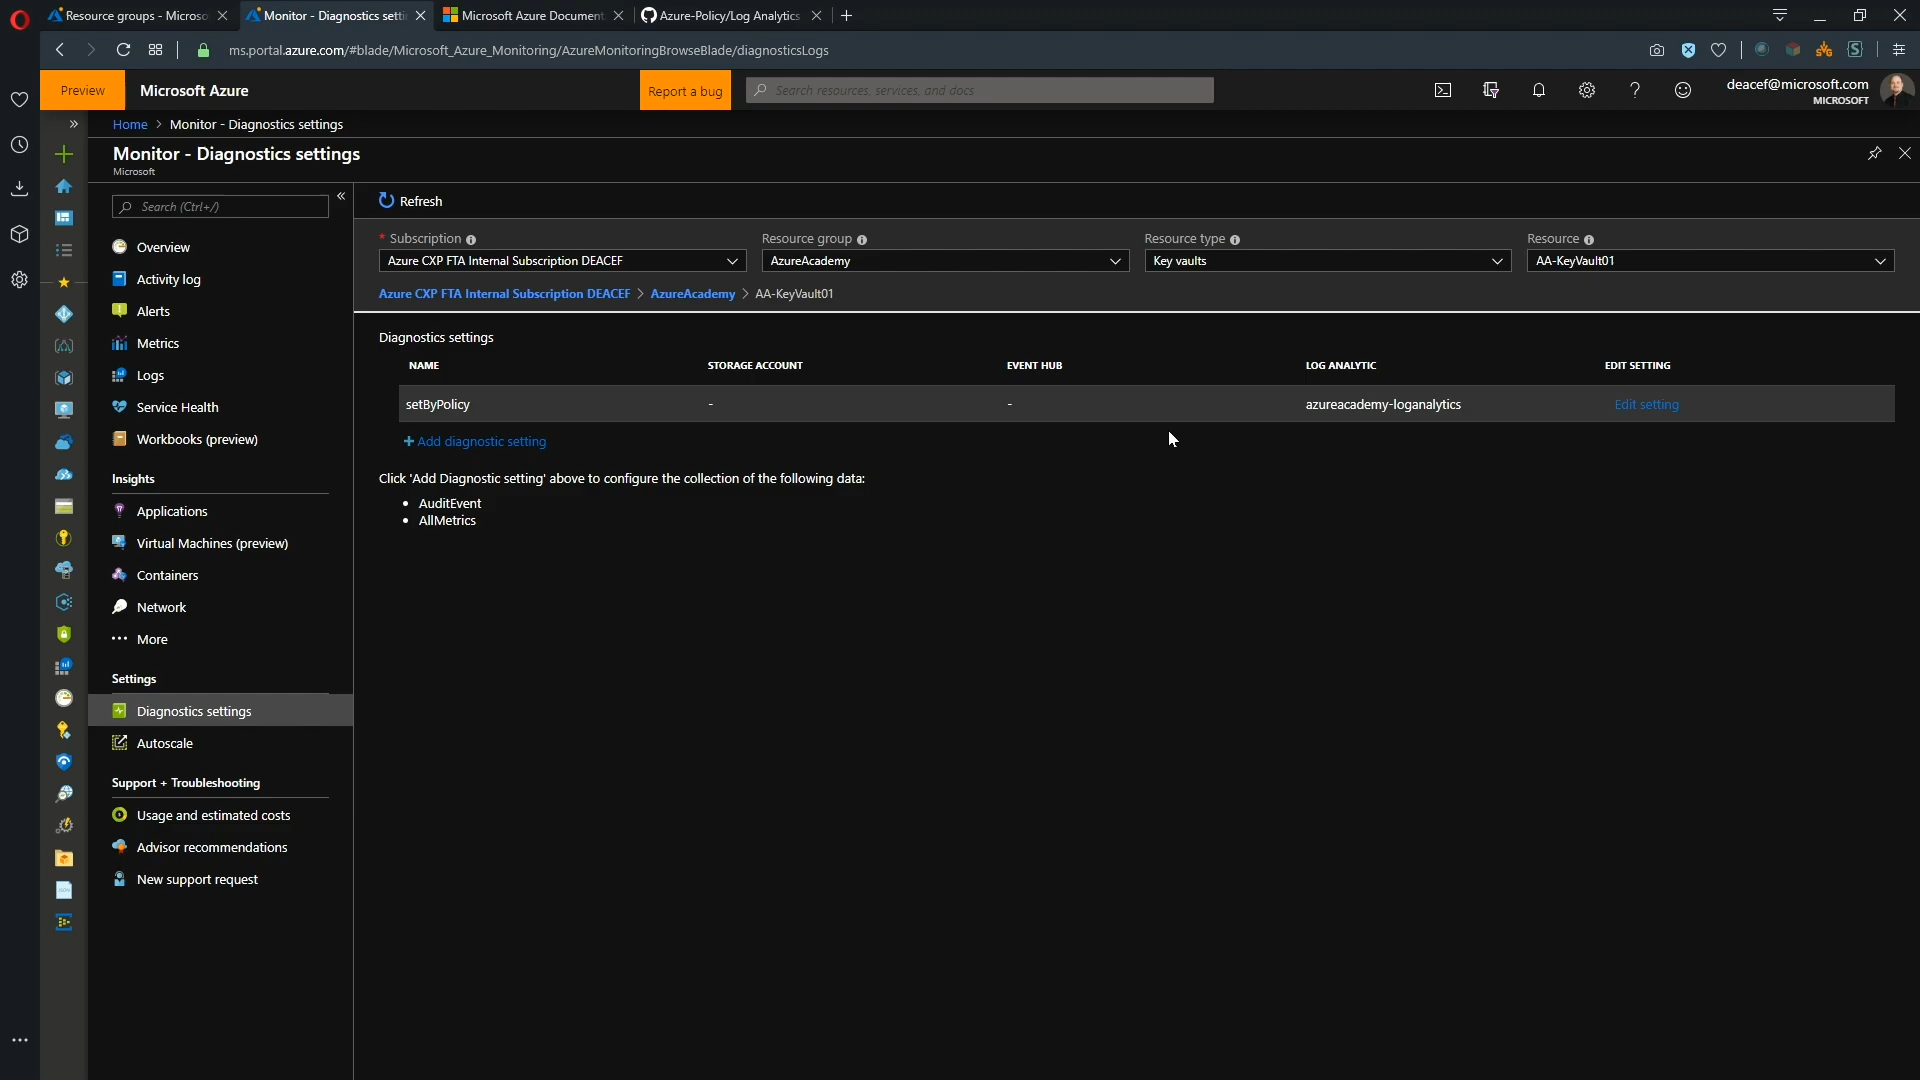 Resource groups - Microso
Monitor - Diagnostics setti
Microsoft Azure Document
Azure-Policy/Log Analytics
ms.portal.azure.com/#blade/Microsoft_Azure_Monitoring/AzureMonitoringBrowseBlade/diagnosticsLogs
Preview
Microsoft Azure
Report a bug
Search resources, services, and docs
deacef@microsoft.com
MICROSOFT
Home > Monitor - Diagnostics settings
Monitor - Diagnostics settings
Microsoft
Search (Ctrl+/)
Overview
Activity log
Alerts
Metrics
Logs
Service Health
Workbooks (preview)
Insights
Applications
Virtual Machines (preview)
Containers
Network
More
Settings
Diagnostics settings
Autoscale
Support + Troubleshooting
Usage and estimated costs
Advisor recommendations
New support request
Refresh
* Subscription
Azure CXP FTA Internal Subscription DEACEF
Resource group
AzureAcademy
Resource type
Key vaults
Resource
AA-KeyVault01
Azure CXP FTA Internal Subscription DEACEF > AzureAcademy > AA-KeyVault01
Diagnostics settings
NAME STORAGE ACCOUNT EVENT HUB LOG ANALYTIC EDIT SETTING
setByPolicy - - azureacademy-loganalytics Edit setting
+ Add diagnostic setting
Click 'Add Diagnostic setting' above to configure the collection of the following data:
• AuditEvent
• AllMetrics